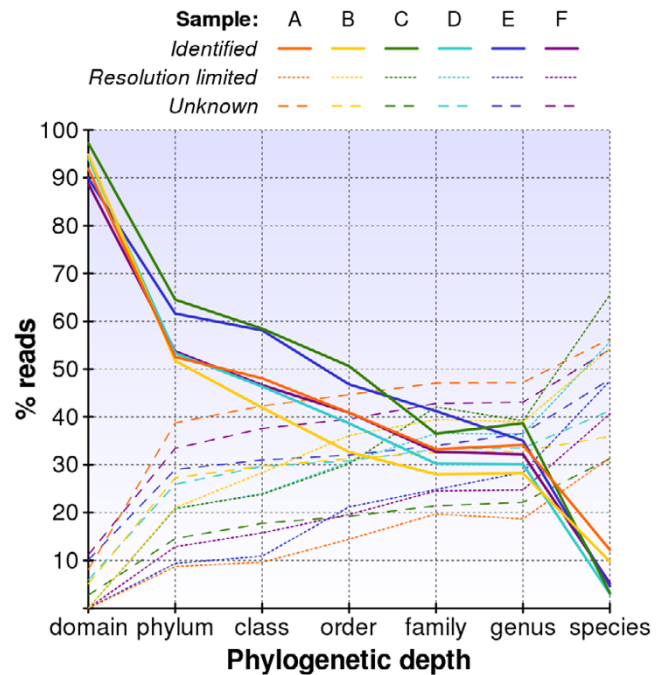 Sample: A B C D E F
Identified
Resolution limited
Unknown
100
90
80
70
60
50
40
30
20
10
% reads
domain phylum class order family genus species
Phylogenetic depth